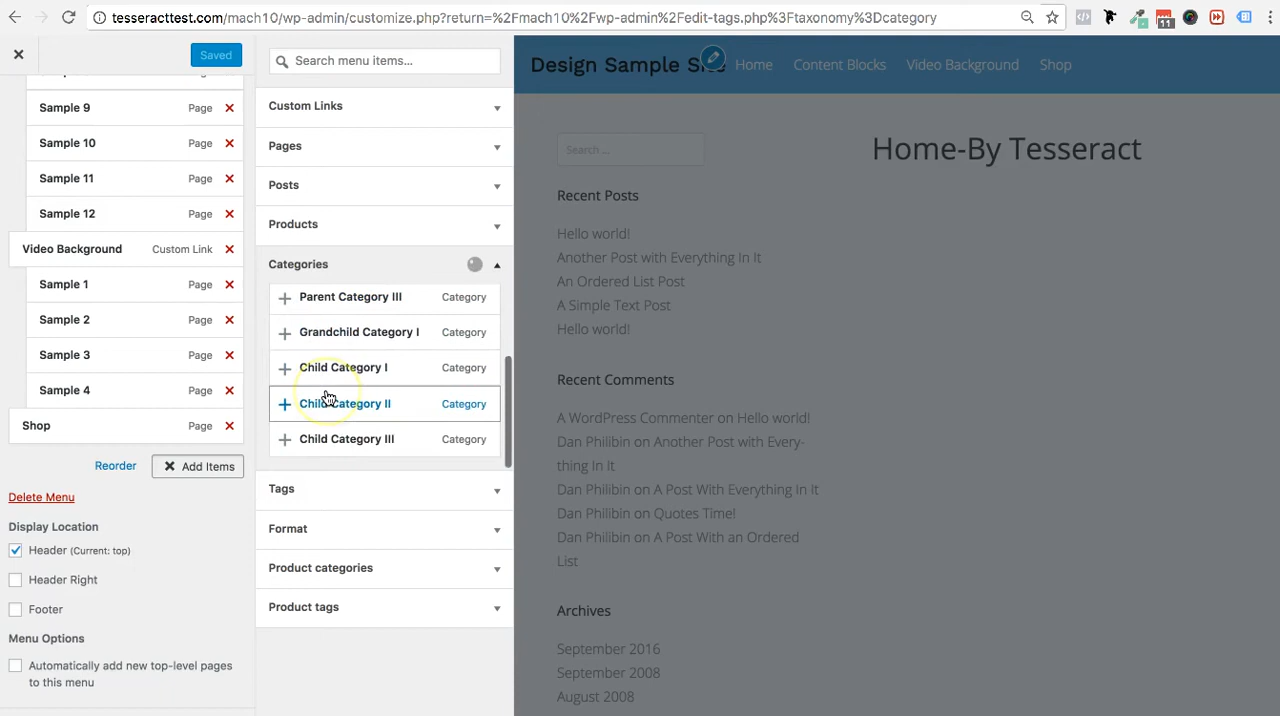 tesseracttest.com/mach10/wp-admin/customize.php?return=%2Fmach10%2Fwp-admin%2Fedit-tags.php%3Ftaxonomy%3Dcategory
11
Saved
Sample 9 Page
Sample 10 Page
Sample 11 Page
Sample 12 Page
Video Background Custom Link
Sample 1 Page
Sample 2 Page
Sample 3 Page
Sample 4 Page
Shop Page
Reorder
Add Items
Delete Menu
Display Location
Header (Current: top)
Header Right
Footer
Menu Options
Automatically add new top-level pages
to this menu
Search menu items...
Custom Links
Pages
Posts
Products
Categories
Parent Category III Category
Grandchild Category I Category
Child Category I Category
Child Category II Category
Child Category III Category
Tags
Format
Product categories
Product tags
Design Sample
Home Content Blocks Video Background Shop
Search ...
Home-By Tesseract
Recent Posts
Hello world!
Another Post with Everything In It
An Ordered List Post
A Simple Text Post
Hello world!
Recent Comments
A WordPress Commenter on Hello world!
Dan Philibin on Another Post with Every-
thing In It
Dan Philibin on A Post With Everything In It
Dan Philibin on Quotes Time!
Dan Philibin on A Post With an Ordered
List
Archives
September 2016
September 2008
August 2008